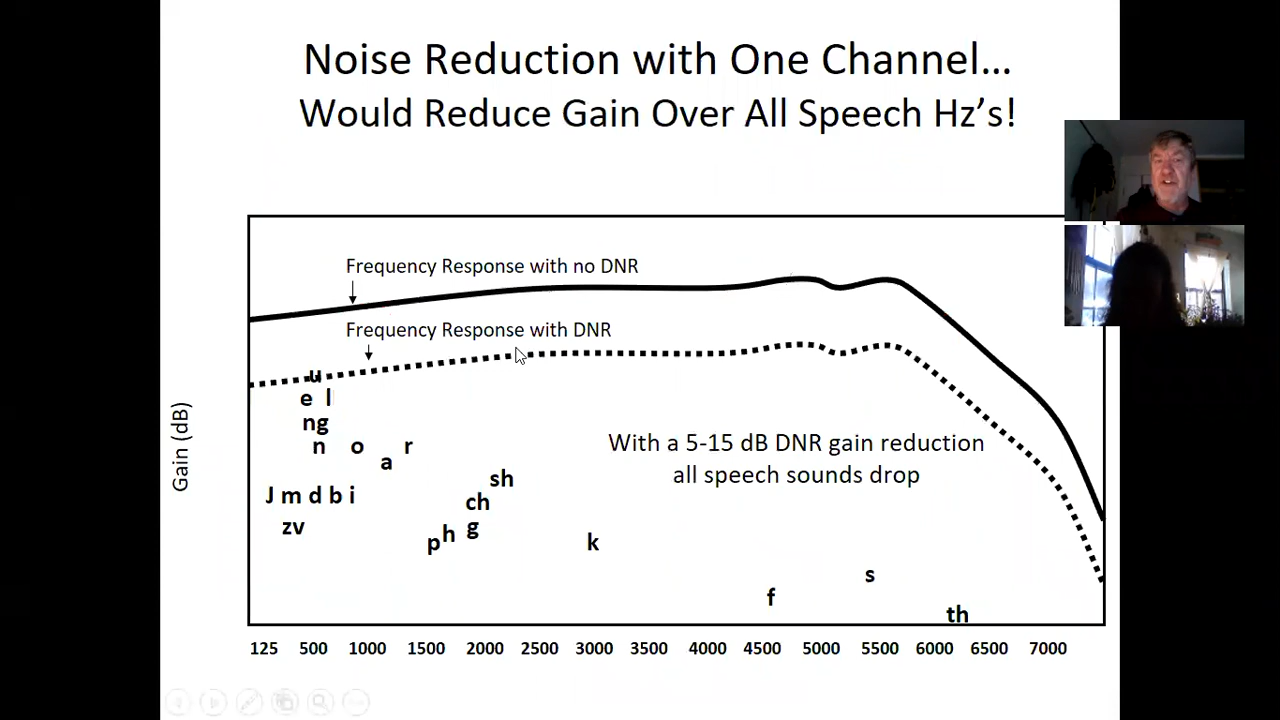 Noise Reduction with One Channel…
Would Reduce Gain Over All Speech Hz’s!
Frequency Response with no DNR
Frequency Response with DNR
u
e l
ng
n o r
a
With a 5-15 dB DNR gain reduction
all speech sounds drop
Gain (dB)
sh
J m d b i
ch
zv
g
h
p
k
s
f
th
125 500 1000 1500 2000 2500 3000 3500 4000 4500 5000 5500 6000 6500 7000